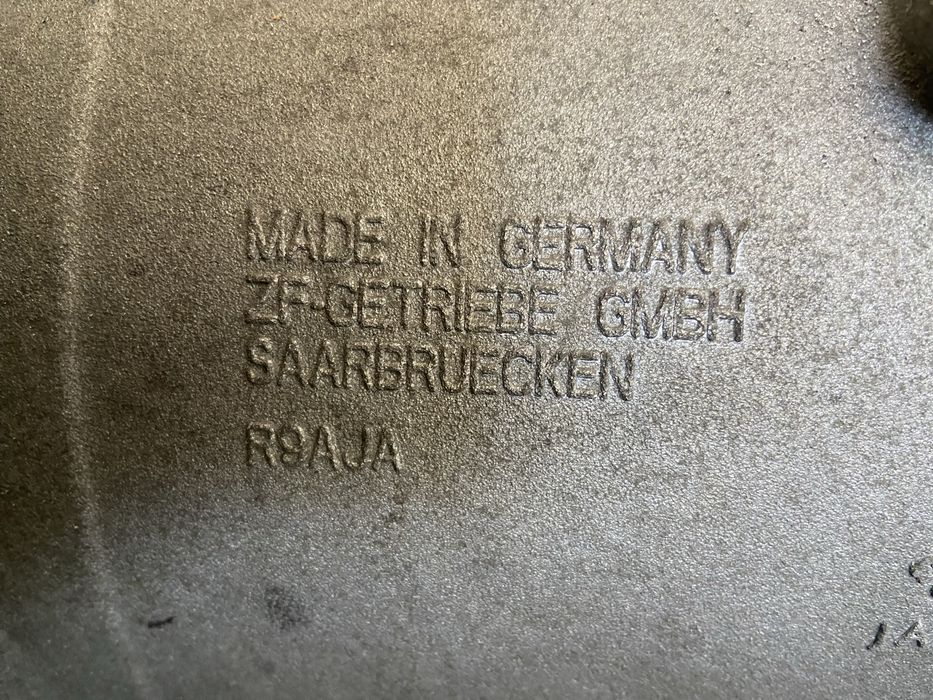 MADE IN GERMANY
ZF-GETRIEBE GMBH
SAARBRUECKEN
R9AJA